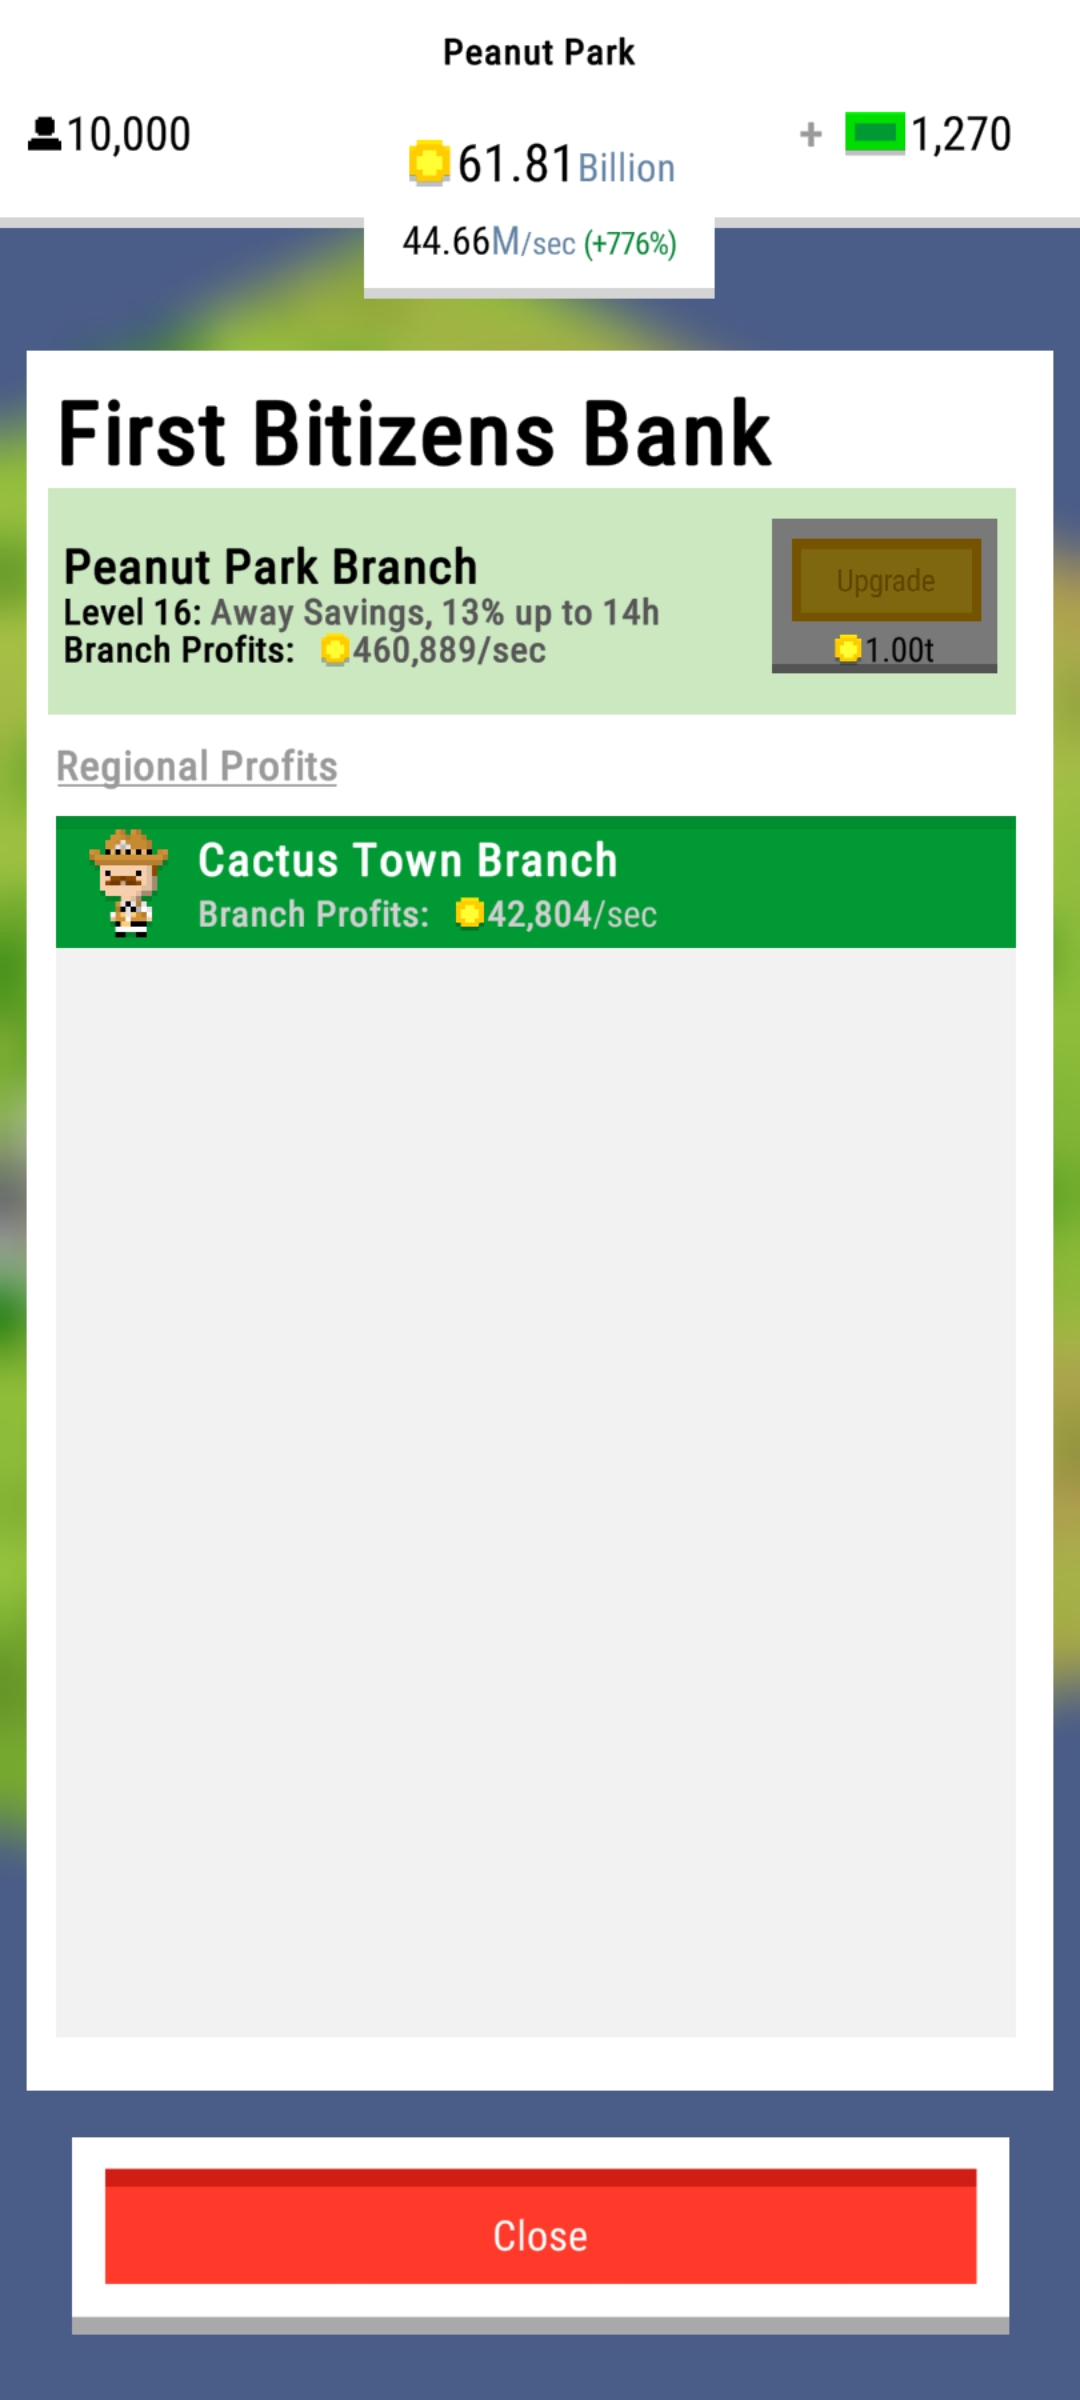 Peanut Park
10,000
61.81 Billion
+ 1,270
44.66M/sec (+776%)
First Bitizens Bank
Peanut Park Branch
Level 16: Away Savings, 13% up to 14h
Branch Profits: 460,889/sec
Upgrade
1.00t
Regional Profits
Cactus Town Branch
Branch Profits: 42,804/sec
Close